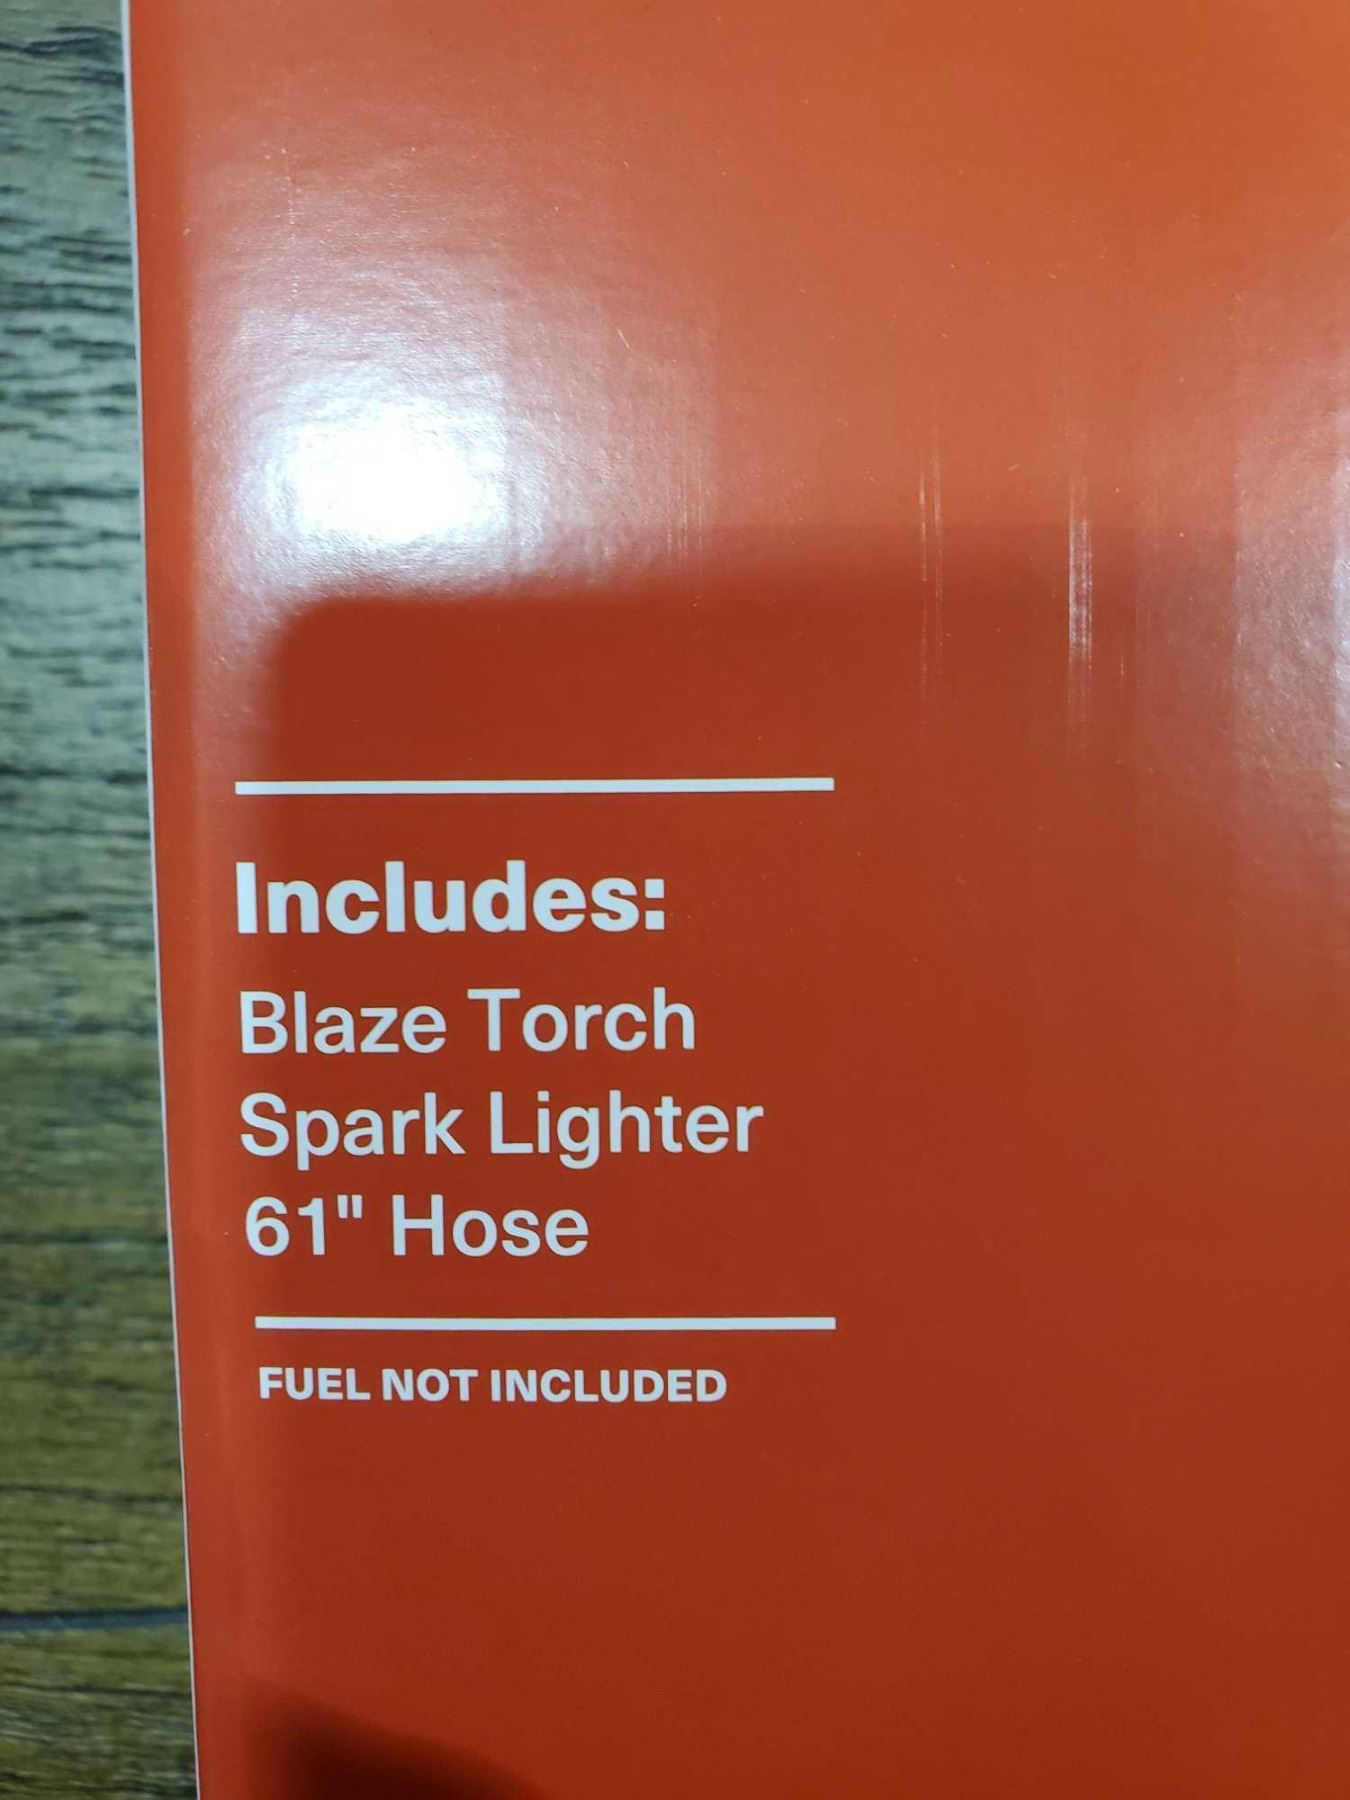 Includes:
Blaze Torch
Spark Lighter
61" Hose
FUEL NOT INCLUDED